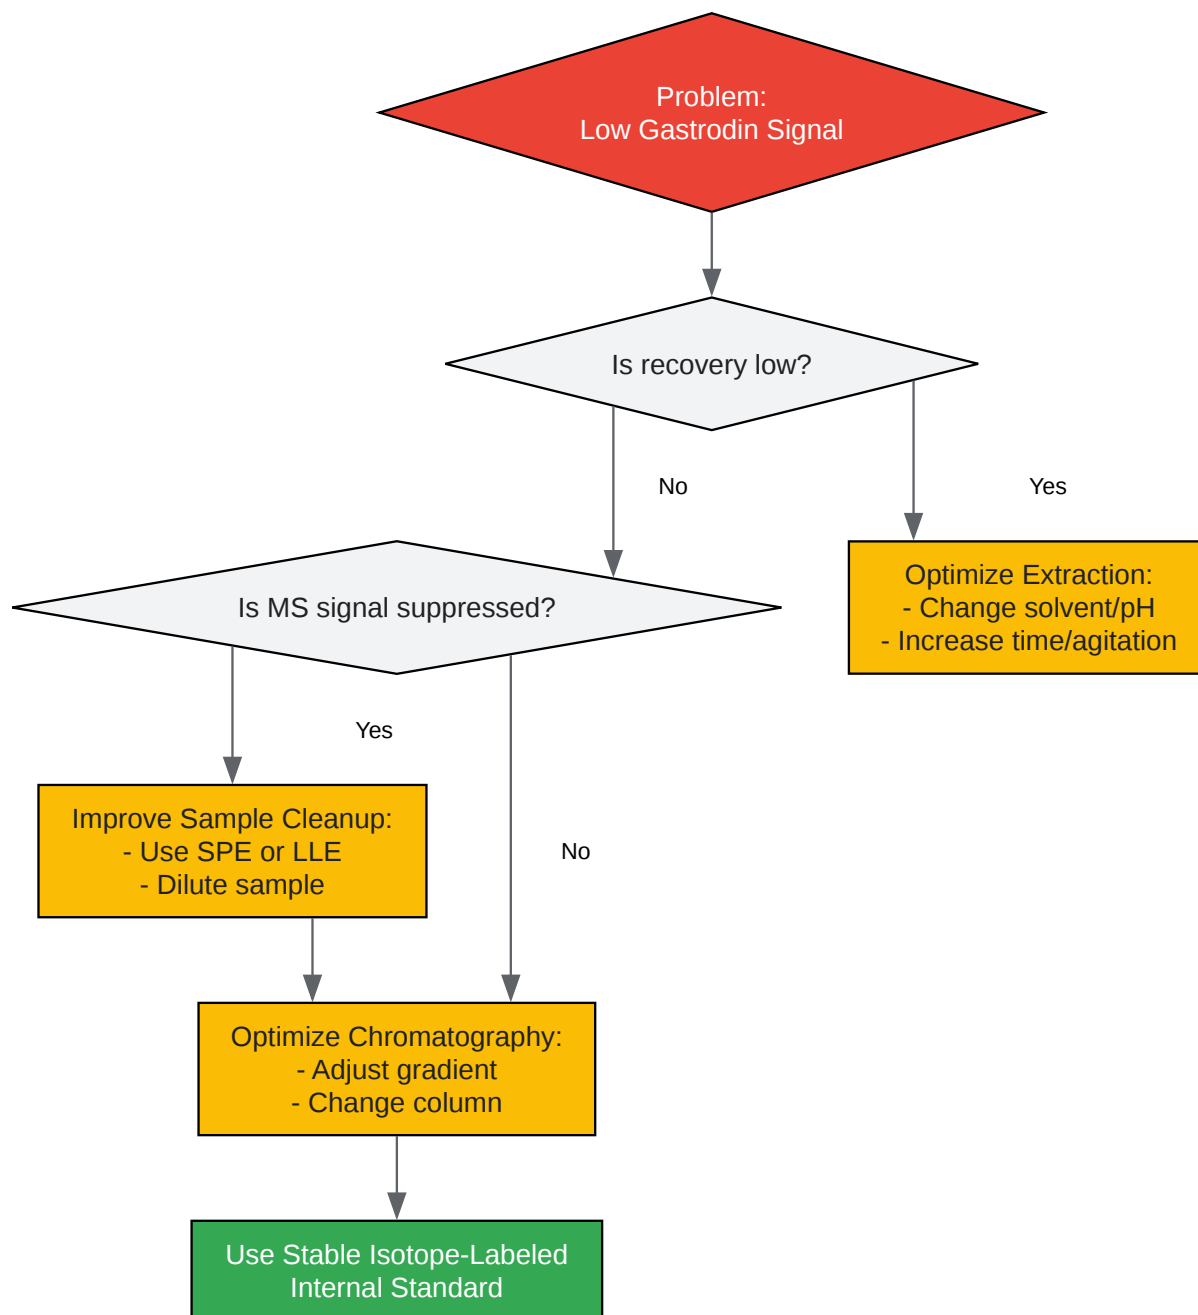 Problem:
Low Gastrodin Signal
Is recovery low?
No
Yes
Optimize Extraction:
- Change solvent/pH
- Increase time/agitation
Is MS signal suppressed?
Yes
No
Improve Sample Cleanup:
- Use SPE or LLE
- Dilute sample
Optimize Chromatography:
- Adjust gradient
- Change column
Use Stable Isotope-Labeled
Internal Standard